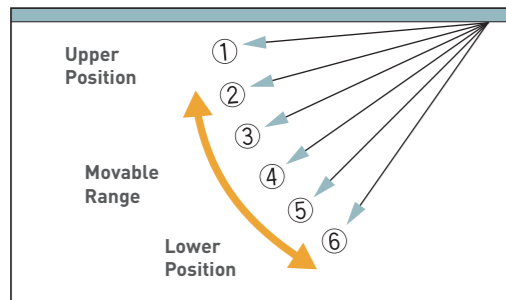 ①
Upper
Position
②
③
Movable
Range
④
⑤
Lower
Position
⑥